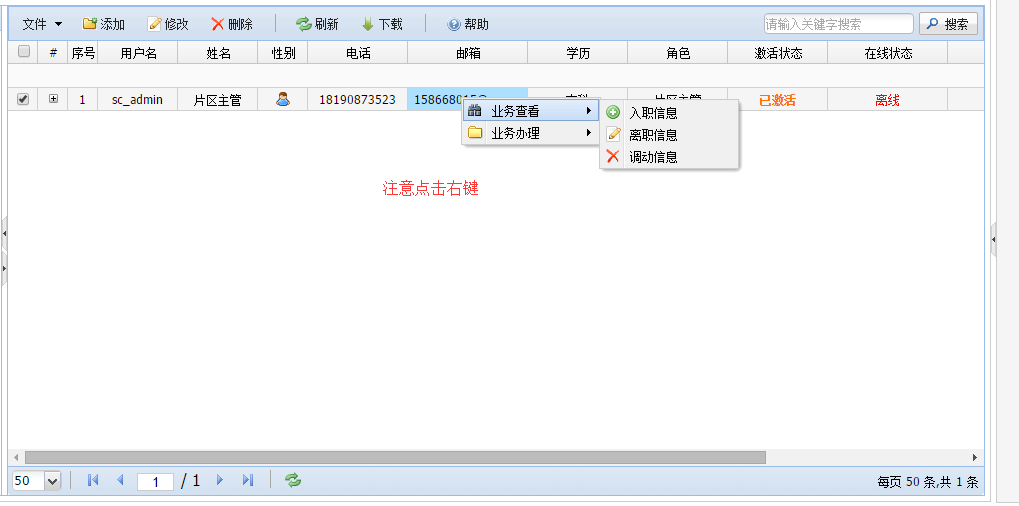 文件 添加 修改 删除 刷新 下载 帮助 请输入关键字搜索 搜索
# 序号 用户名 姓名 性别 电话 邮箱 学历 角色 激活状态 在线状态
1 sc_admin 片区主管 18190873523 本科 片区主管 已激活 离线
业务查看 入职信息
业务办理 离职信息
调动信息
注意点击右键
50 1 / 1 每页 50 条,共 1 条